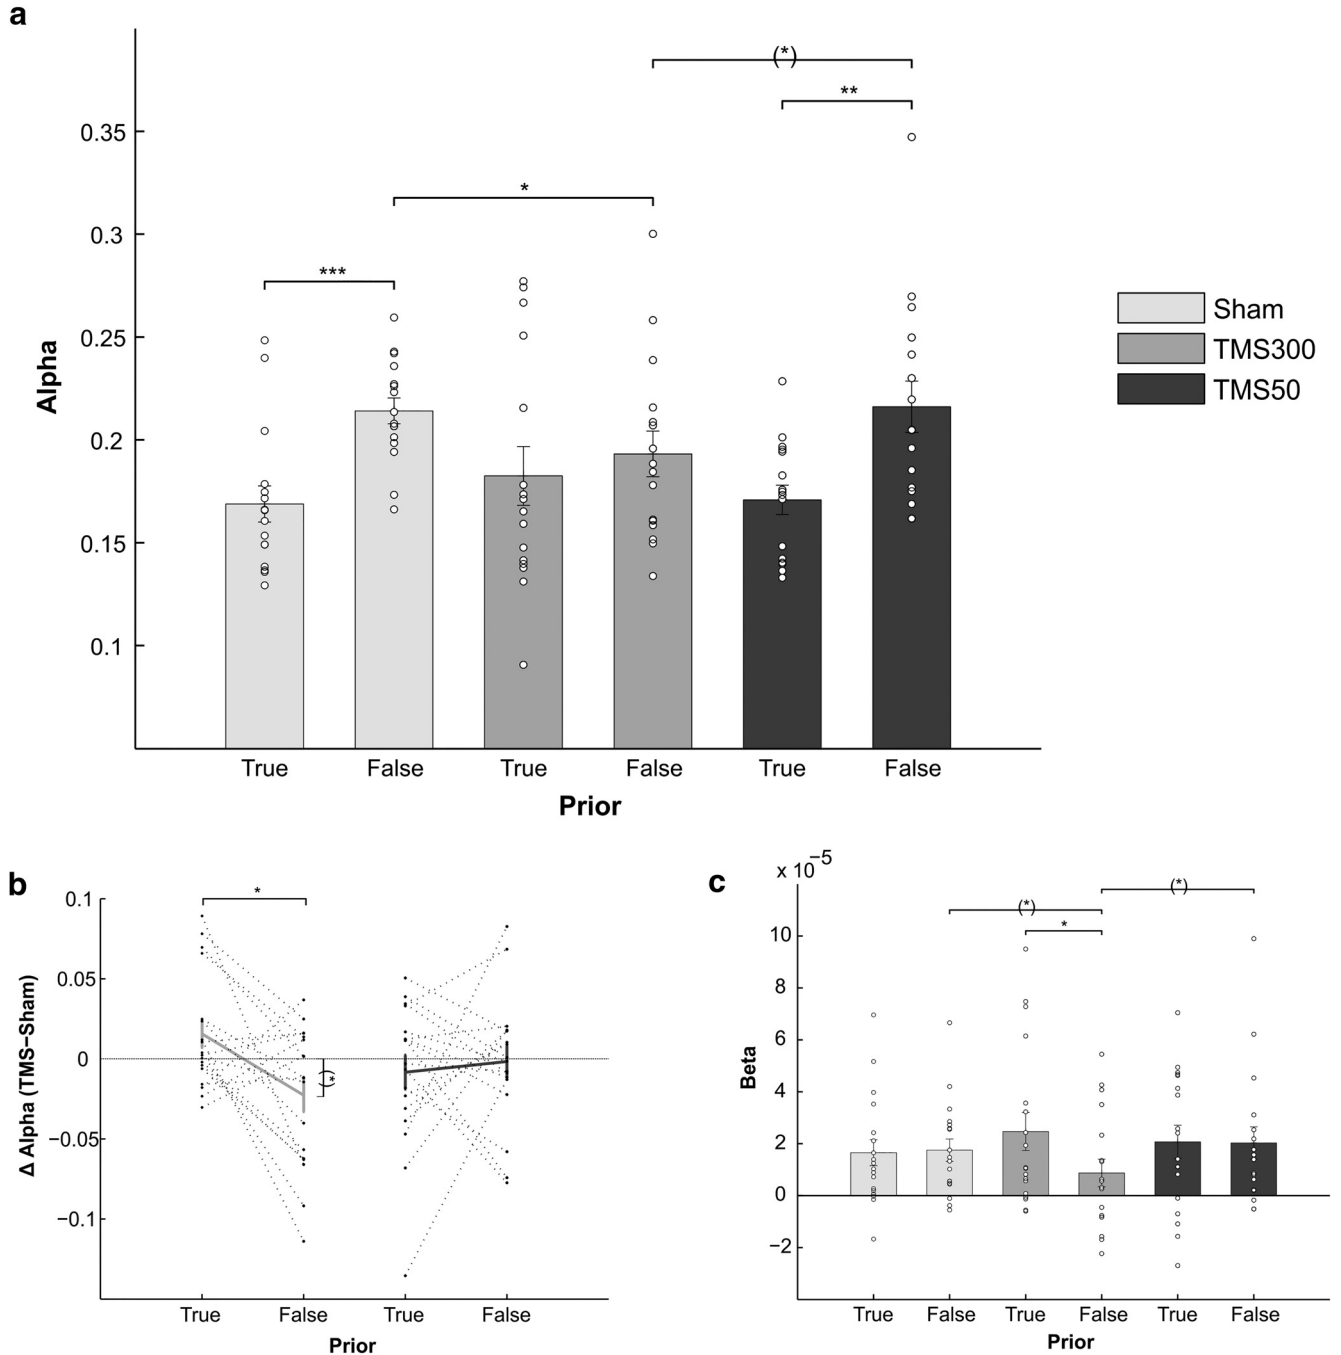 a
(*)
**
0.35
*
0.3
***
Sham
0.25
TMS300
TMS50
Alpha
0.2
0.15
0.1
True False True False True False
Prior
b
0.1
*
0.05
0
(*)
−0.05
−0.1
Δ Alpha (TMS−Sham)
True False True False
Prior
c
x 10−5
(*)
(*)
*
10
8
6
4
2
0
−2
Beta
True False True False True False
Prior